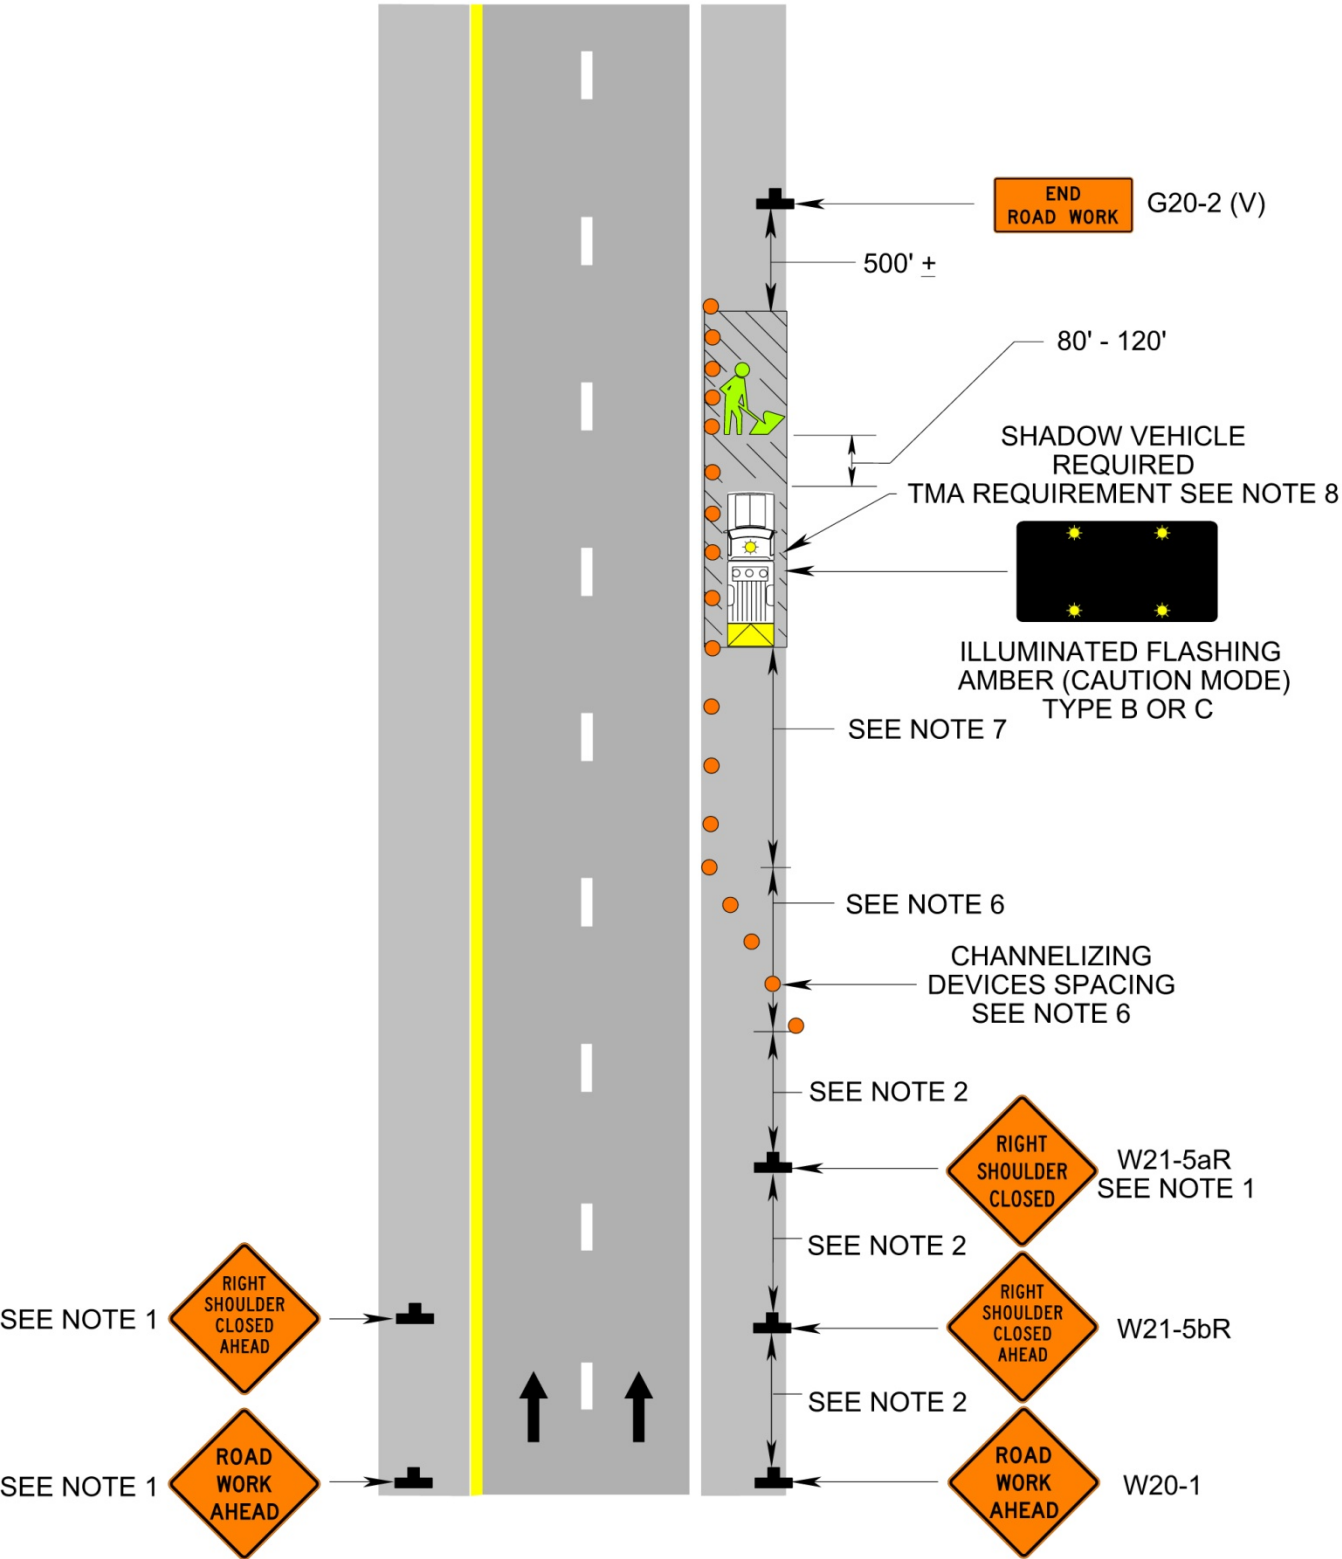 END
ROAD WORK
G20-2 (V)
500' ±
80' - 120'
SHADOW VEHICLE
REQUIRED
TMA REQUIREMENT SEE NOTE 8
ILLUMINATED FLASHING
AMBER (CAUTION MODE)
TYPE B OR C
SEE NOTE 7
SEE NOTE 6
CHANNELIZING
DEVICES SPACING
SEE NOTE 6
SEE NOTE 2
RIGHT
SHOULDER
CLOSED
W21-5aR
SEE NOTE 1
SEE NOTE 2
SEE NOTE 1
RIGHT
SHOULDER
CLOSED
AHEAD
RIGHT
SHOULDER
CLOSED
AHEAD
W21-5bR
SEE NOTE 2
SEE NOTE 1
ROAD
WORK
AHEAD
ROAD
WORK
AHEAD
W20-1